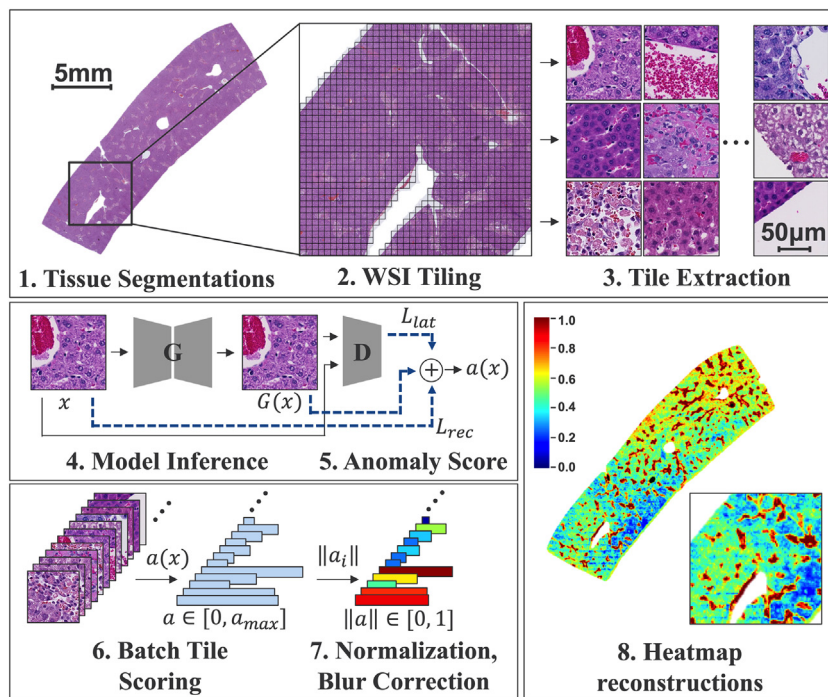 5mm
50μm
1. Tissue Segmentations
2. WSI Tiling
3. Tile Extraction
L_lat
G
D
+
a(x)
x
G(x)
L_rec
4. Model Inference
5. Anomaly Score
a(x)
‖a_i‖
a ∈ [0, a_max]
‖a‖ ∈ [0, 1]
6. Batch Tile
Scoring
7. Normalization,
Blur Correction
1.0
0.8
0.6
0.4
0.2
0.0
8. Heatmap
reconstructions